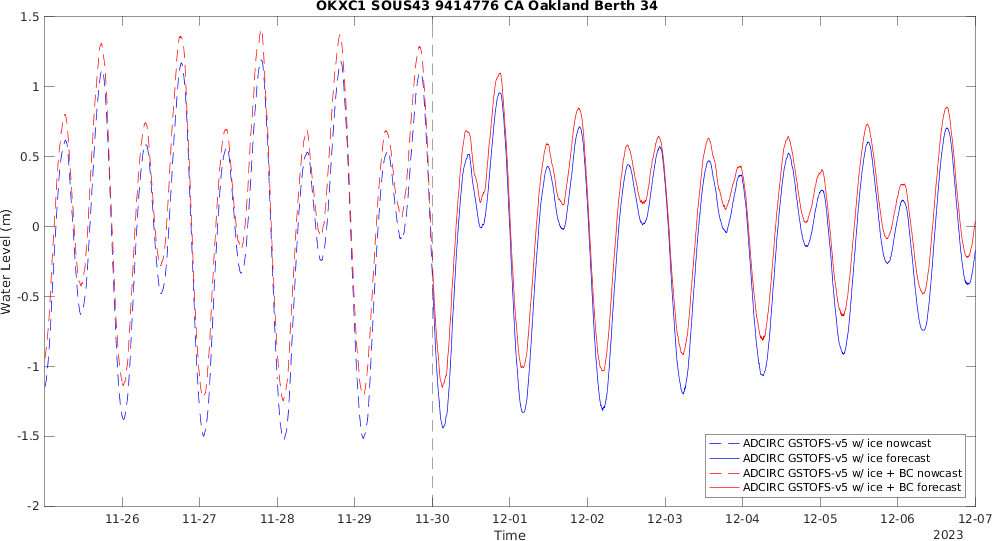 OKXC1 SOUS43 9414776 CA Oakland Berth 34
1.5
1
0.5
0
-0.5
-1
-1.5
-2
Water Level (m)
11-26 11-27 11-28 11-29 11-30 12-01 12-02 12-03 12-04 12-05 12-06 12-07
Time
2023
ADCIRC GSTOFS-v5 w/ ice nowcast
ADCIRC GSTOFS-v5 w/ ice forecast
ADCIRC GSTOFS-v5 w/ ice + BC nowcast
ADCIRC GSTOFS-v5 w/ ice + BC forecast